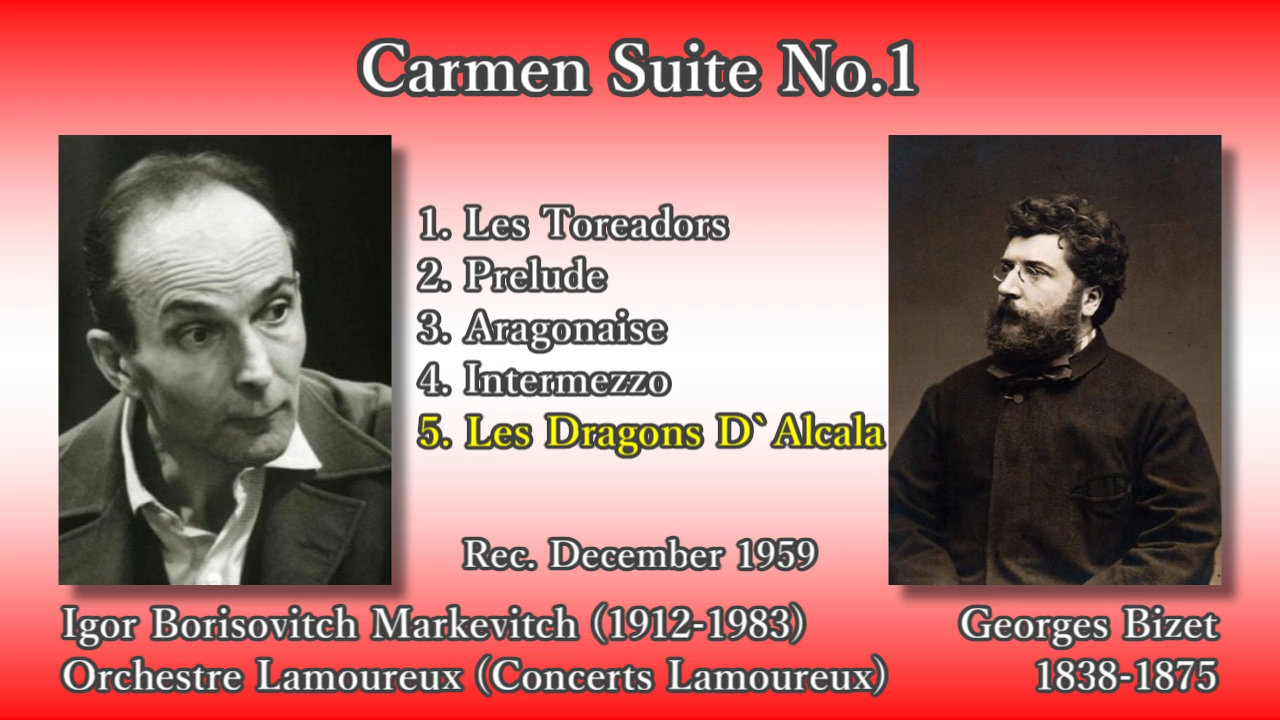 Carmen Suite No.1
1. Les Toreadors
2. Prelude
3. Aragonaise
4. Intermezzo
5. Les Dragons D`Alcala
Rec. December 1959
Igor Borisovitch Markevitch (1912-1983)
Orchestre Lamoureux (Concerts Lamoureux)
Georges Bizet
1838-1875